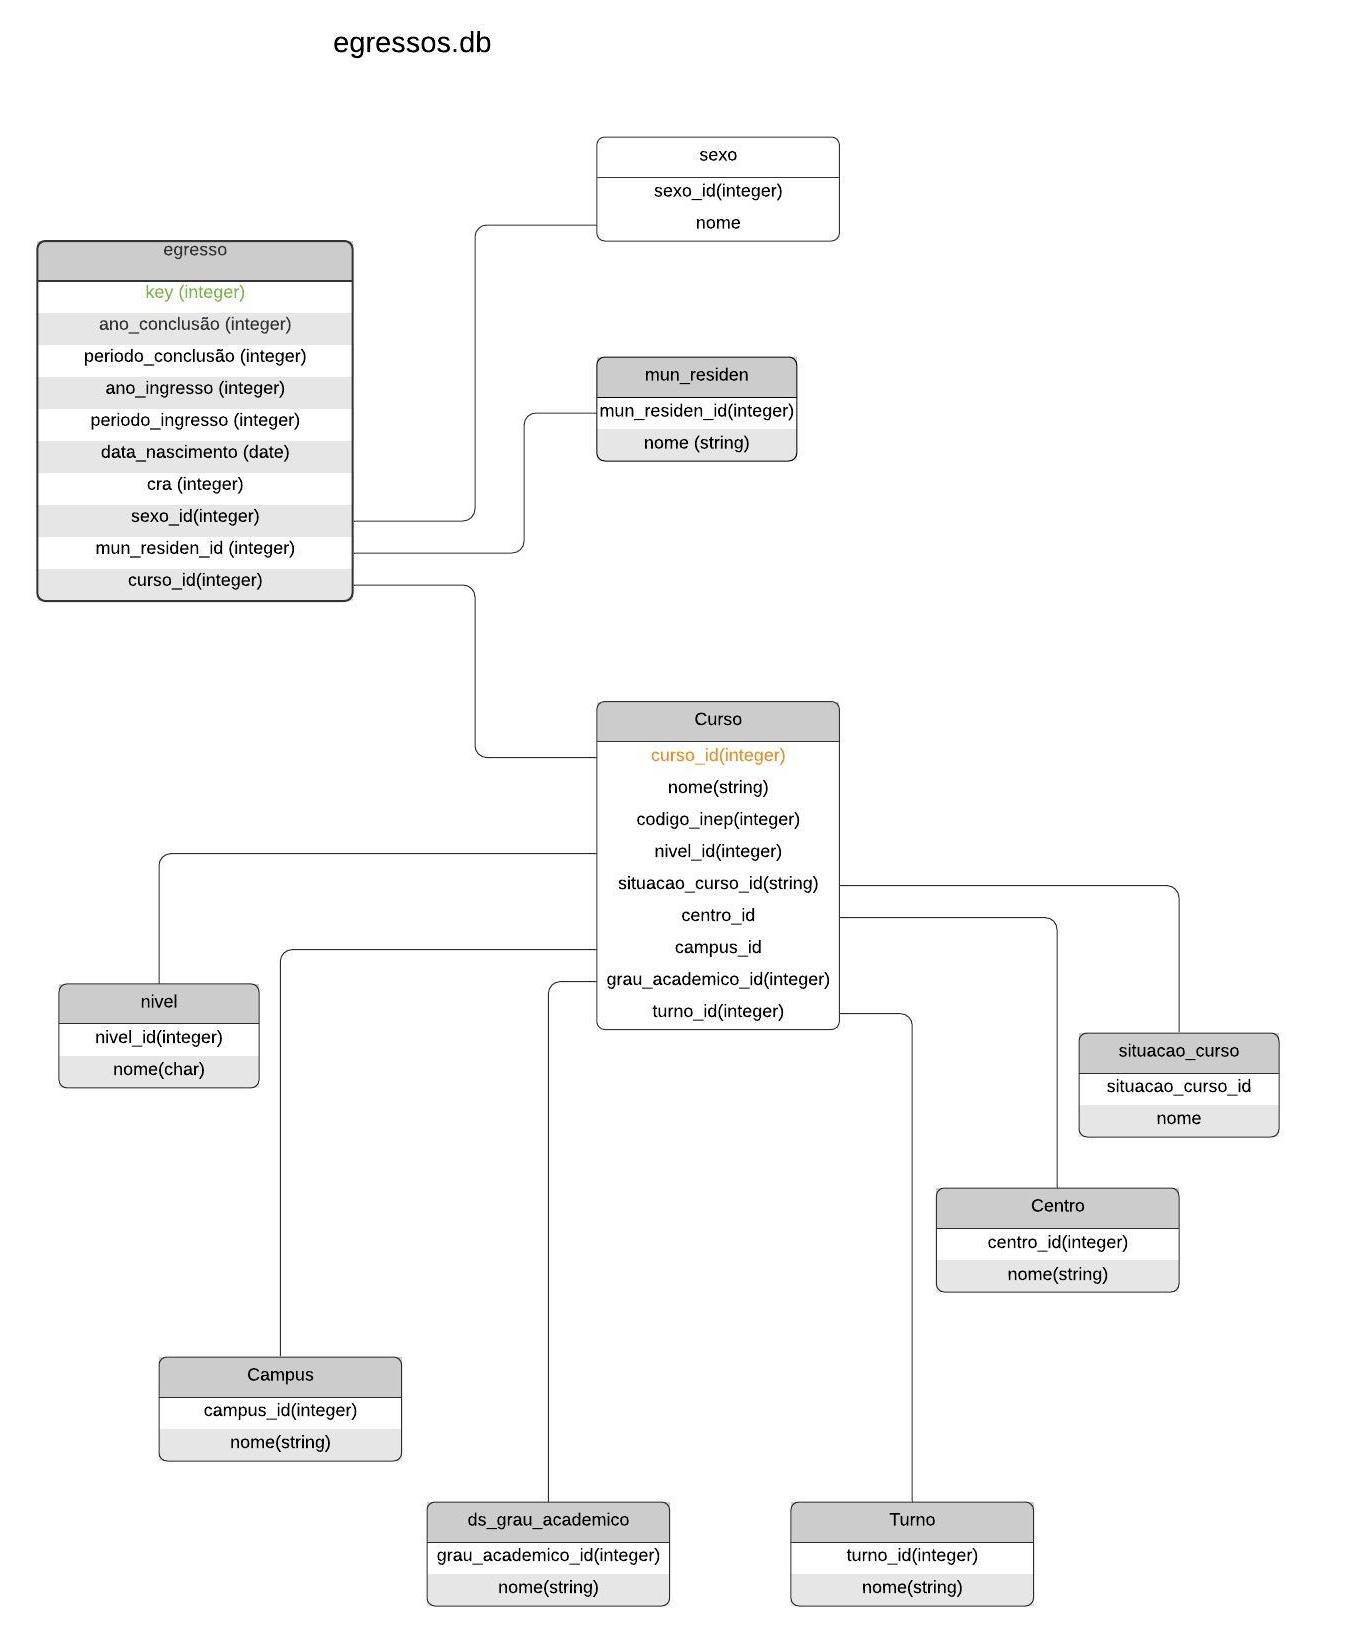 egressos.db
sexo
sexo_id(integer)
nome
egresso
key (integer)
ano_conclusão (integer)
periodo_conclusão (integer)
ano_ingresso (integer)
periodo_ingresso (integer)
data_nascimento (date)
cra (integer)
sexo_id(integer)
mun_residen_id (integer)
curso_id(integer)
mun_residen
mun_residen_id(integer)
nome (string)
Curso
curso_id(integer)
nome(string)
codigo_inep(integer)
nivel_id(integer)
situacao_curso_id(string)
centro_id
campus_id
grau_academico_id(integer)
turno_id(integer)
nivel
nivel_id(integer)
nome(char)
situacao_curso
situacao_curso_id
nome
Centro
centro_id(integer)
nome(string)
Campus
campus_id(integer)
nome(string)
ds_grau_academico
grau_academico_id(integer)
nome(string)
Turno
turno_id(integer)
nome(string)